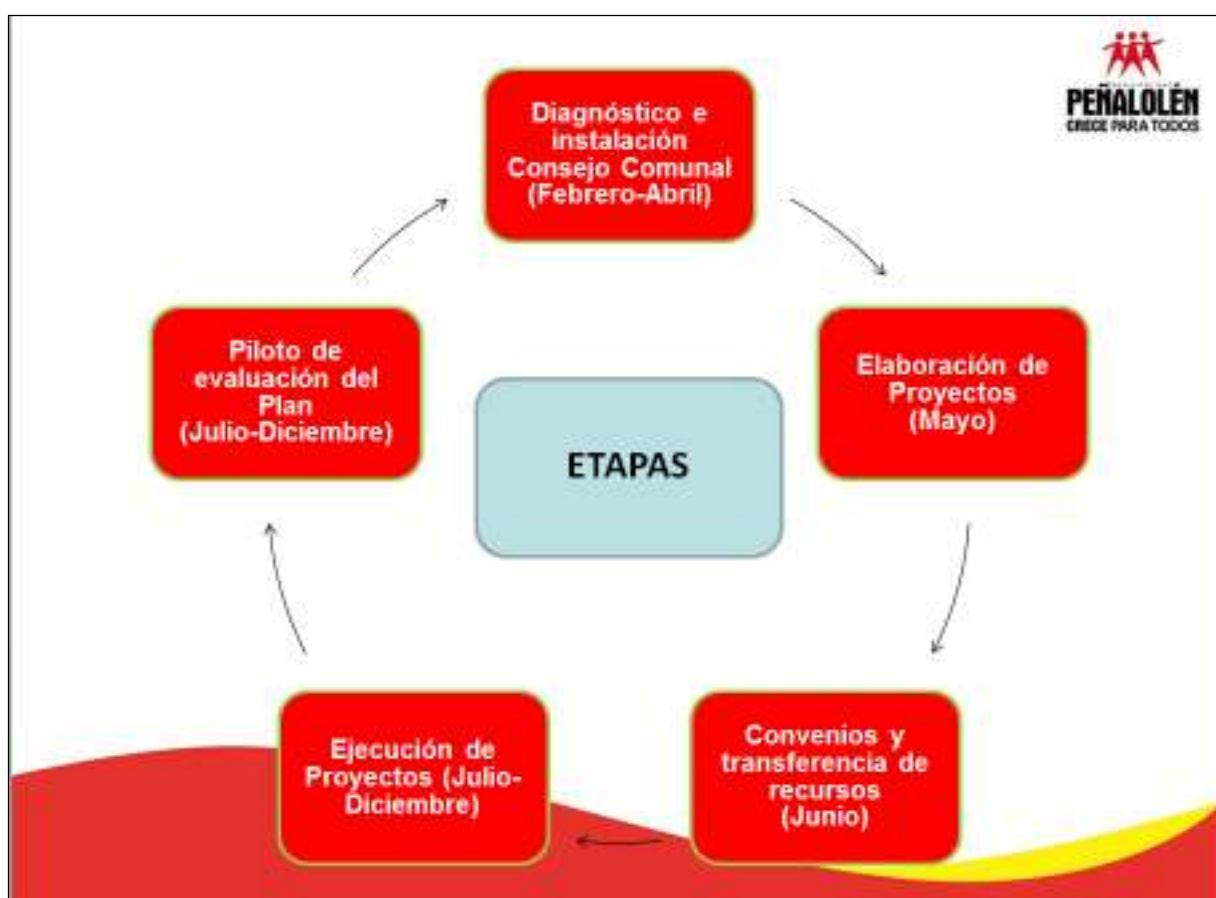 PEÑALOLÉN
CRECE PARA TODOS
Diagnóstico e
instalación
Consejo Comunal
(Febrero-Abril)
Elaboración de
Proyectos
(Mayo)
Convenios y
transferencia de
recursos
(Junio)
Ejecución de
Proyectos (Julio-
Diciembre)
Piloto de
evaluación del
Plan
(Julio-Diciembre)
ETAPAS